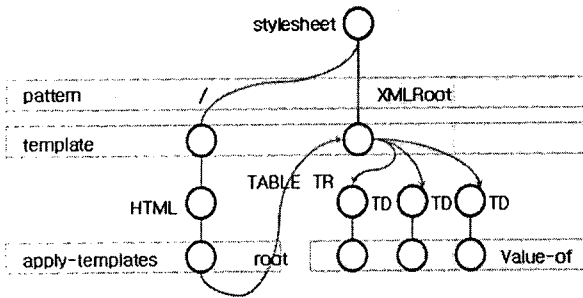 stylesheet
pattern / XMLRoot
template
TABLE TR
HTML TD TD TD
apply-templates root Value-of